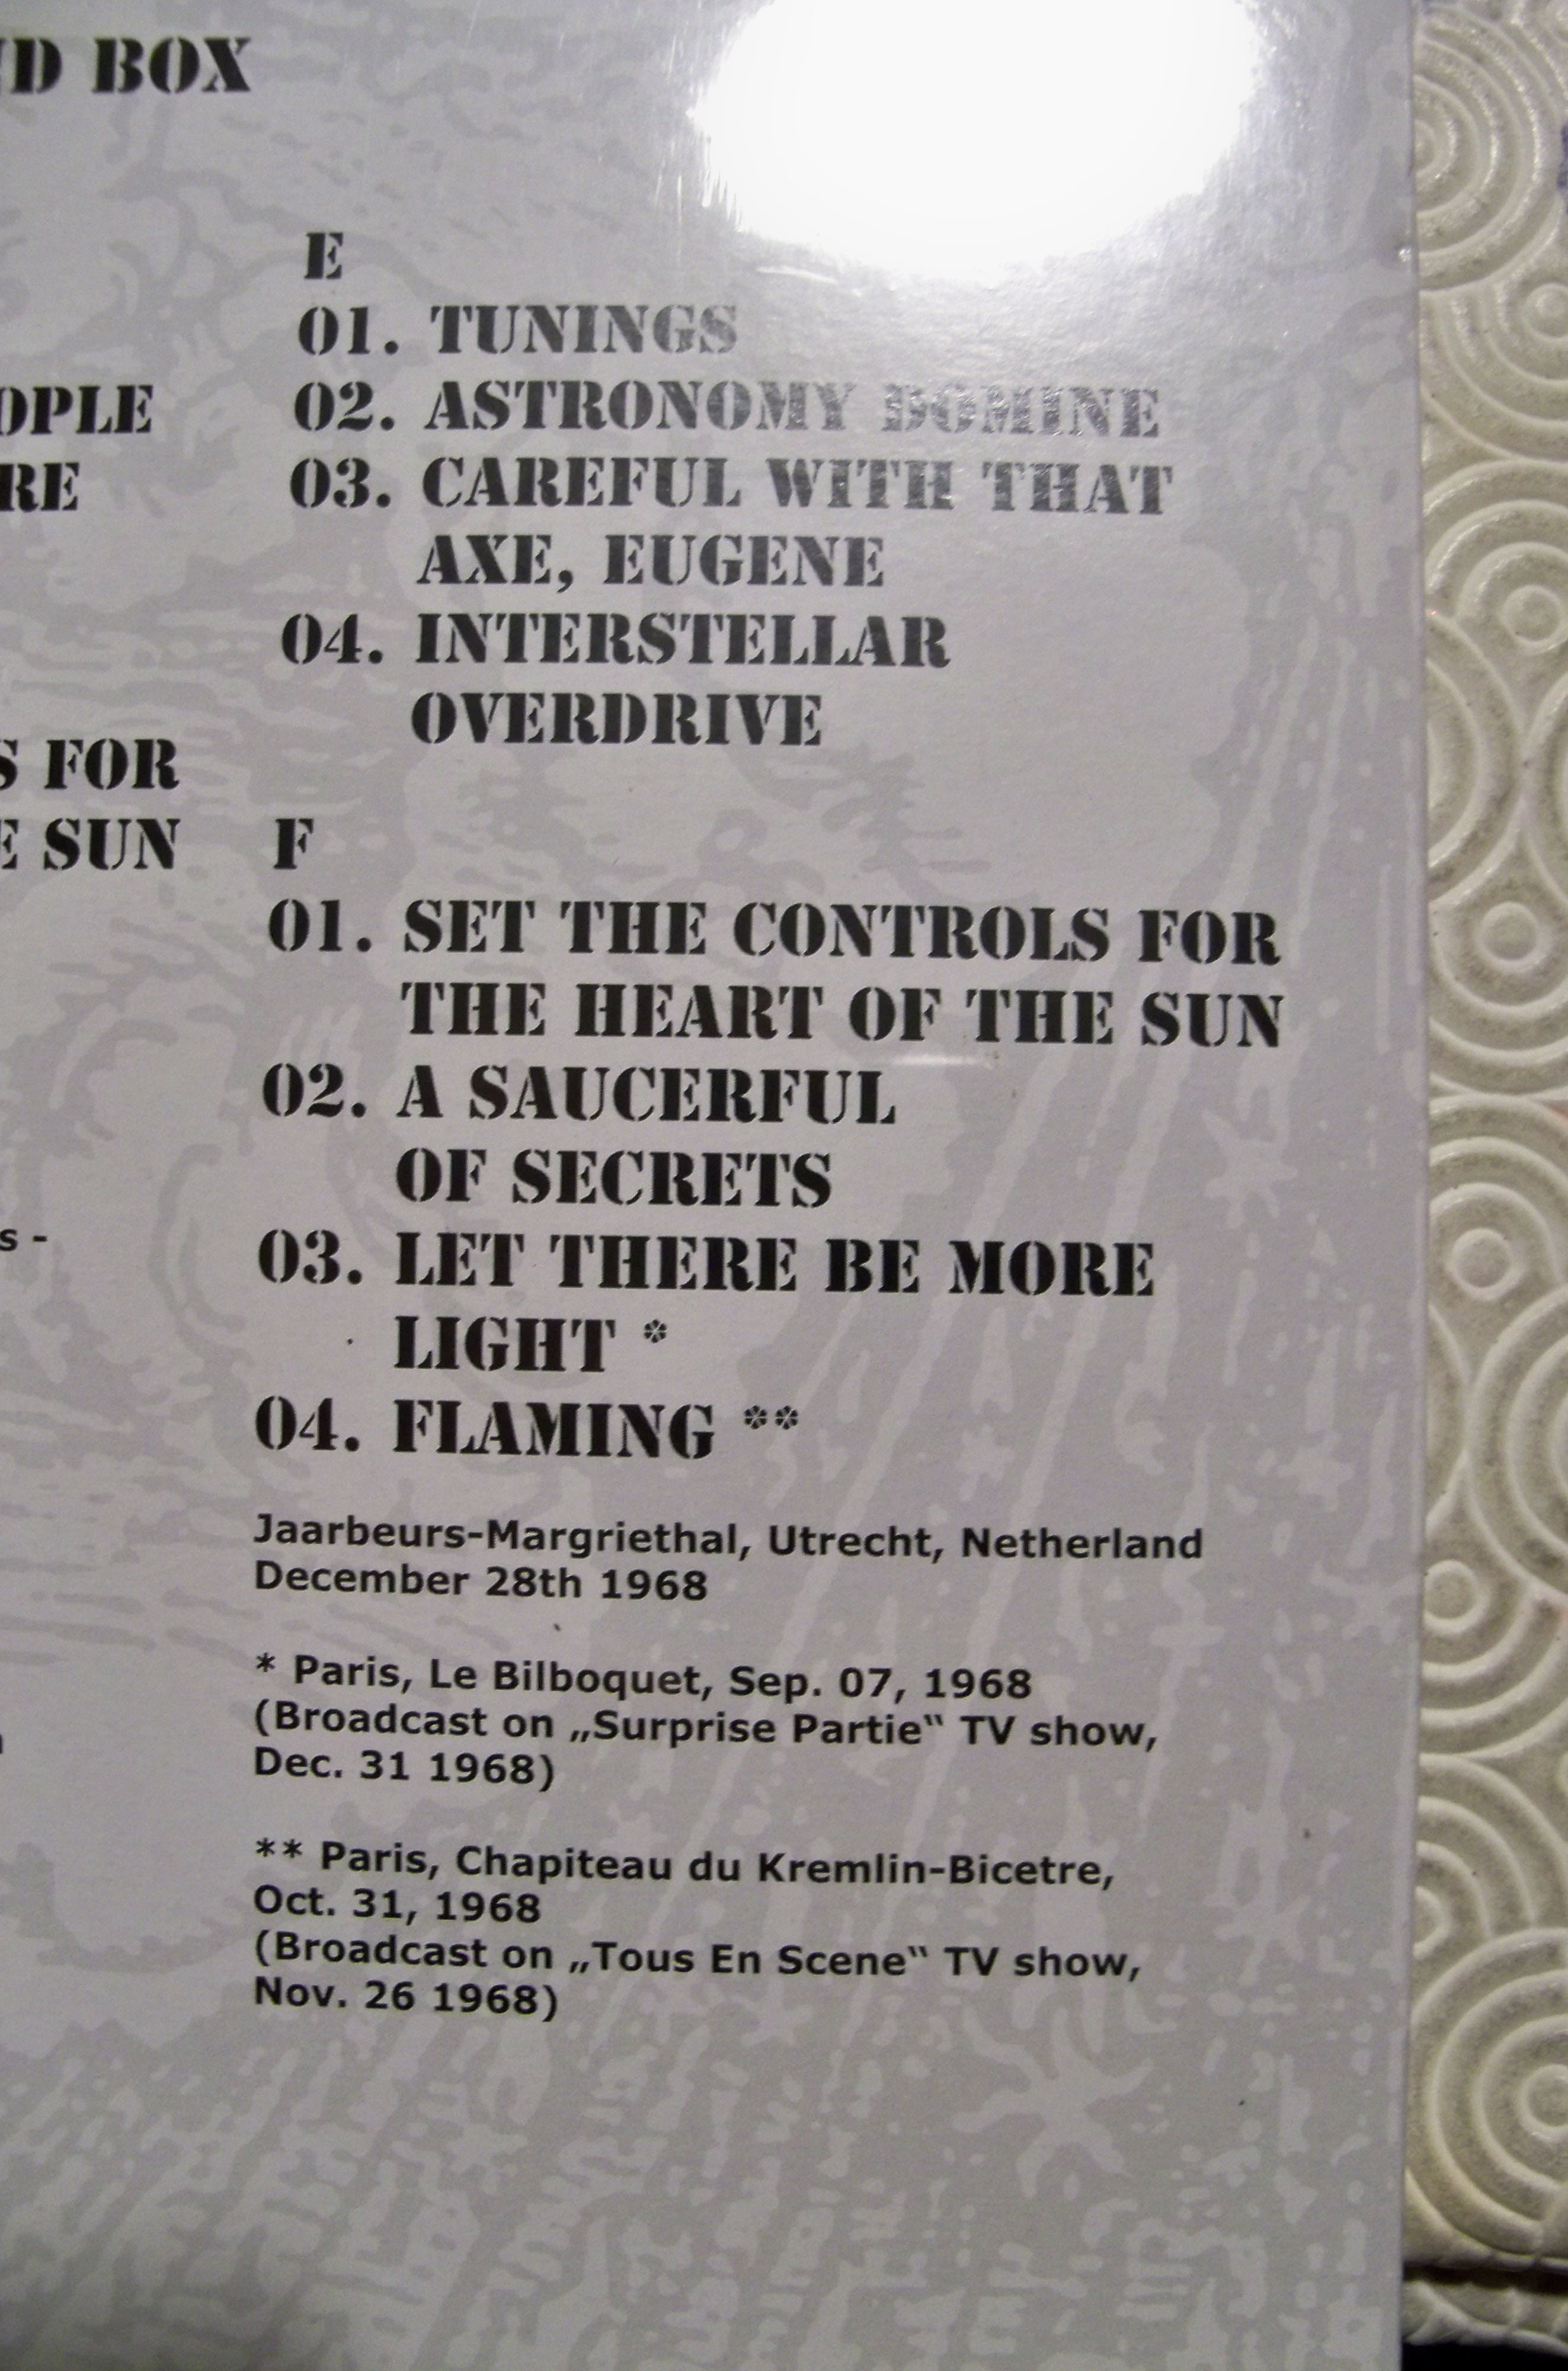 BOX
OPLE
RE
S FOR
E SUN
s -
E
01. TUNINGS
02. ASTRONOMY DOMINE
03. CAREFUL WITH THAT
AXE, EUGENE
04. INTERSTELLAR
OVERDRIVE
F
01. SET THE CONTROLS FOR
THE HEART OF THE SUN
02. A SAUCERFUL
OF SECRETS
03. LET THERE BE MORE
LIGHT *
04. FLAMING **
Jaarbeurs-Margriethal, Utrecht, Netherland
December 28th 1968
* Paris, Le Bilboquet, Sep. 07, 1968
(Broadcast on „Surprise Partie“ TV show,
Dec. 31 1968)
** Paris, Chapiteau du Kremlin-Bicetre,
Oct. 31, 1968
(Broadcast on „Tous En Scene“ TV show,
Nov. 26 1968)